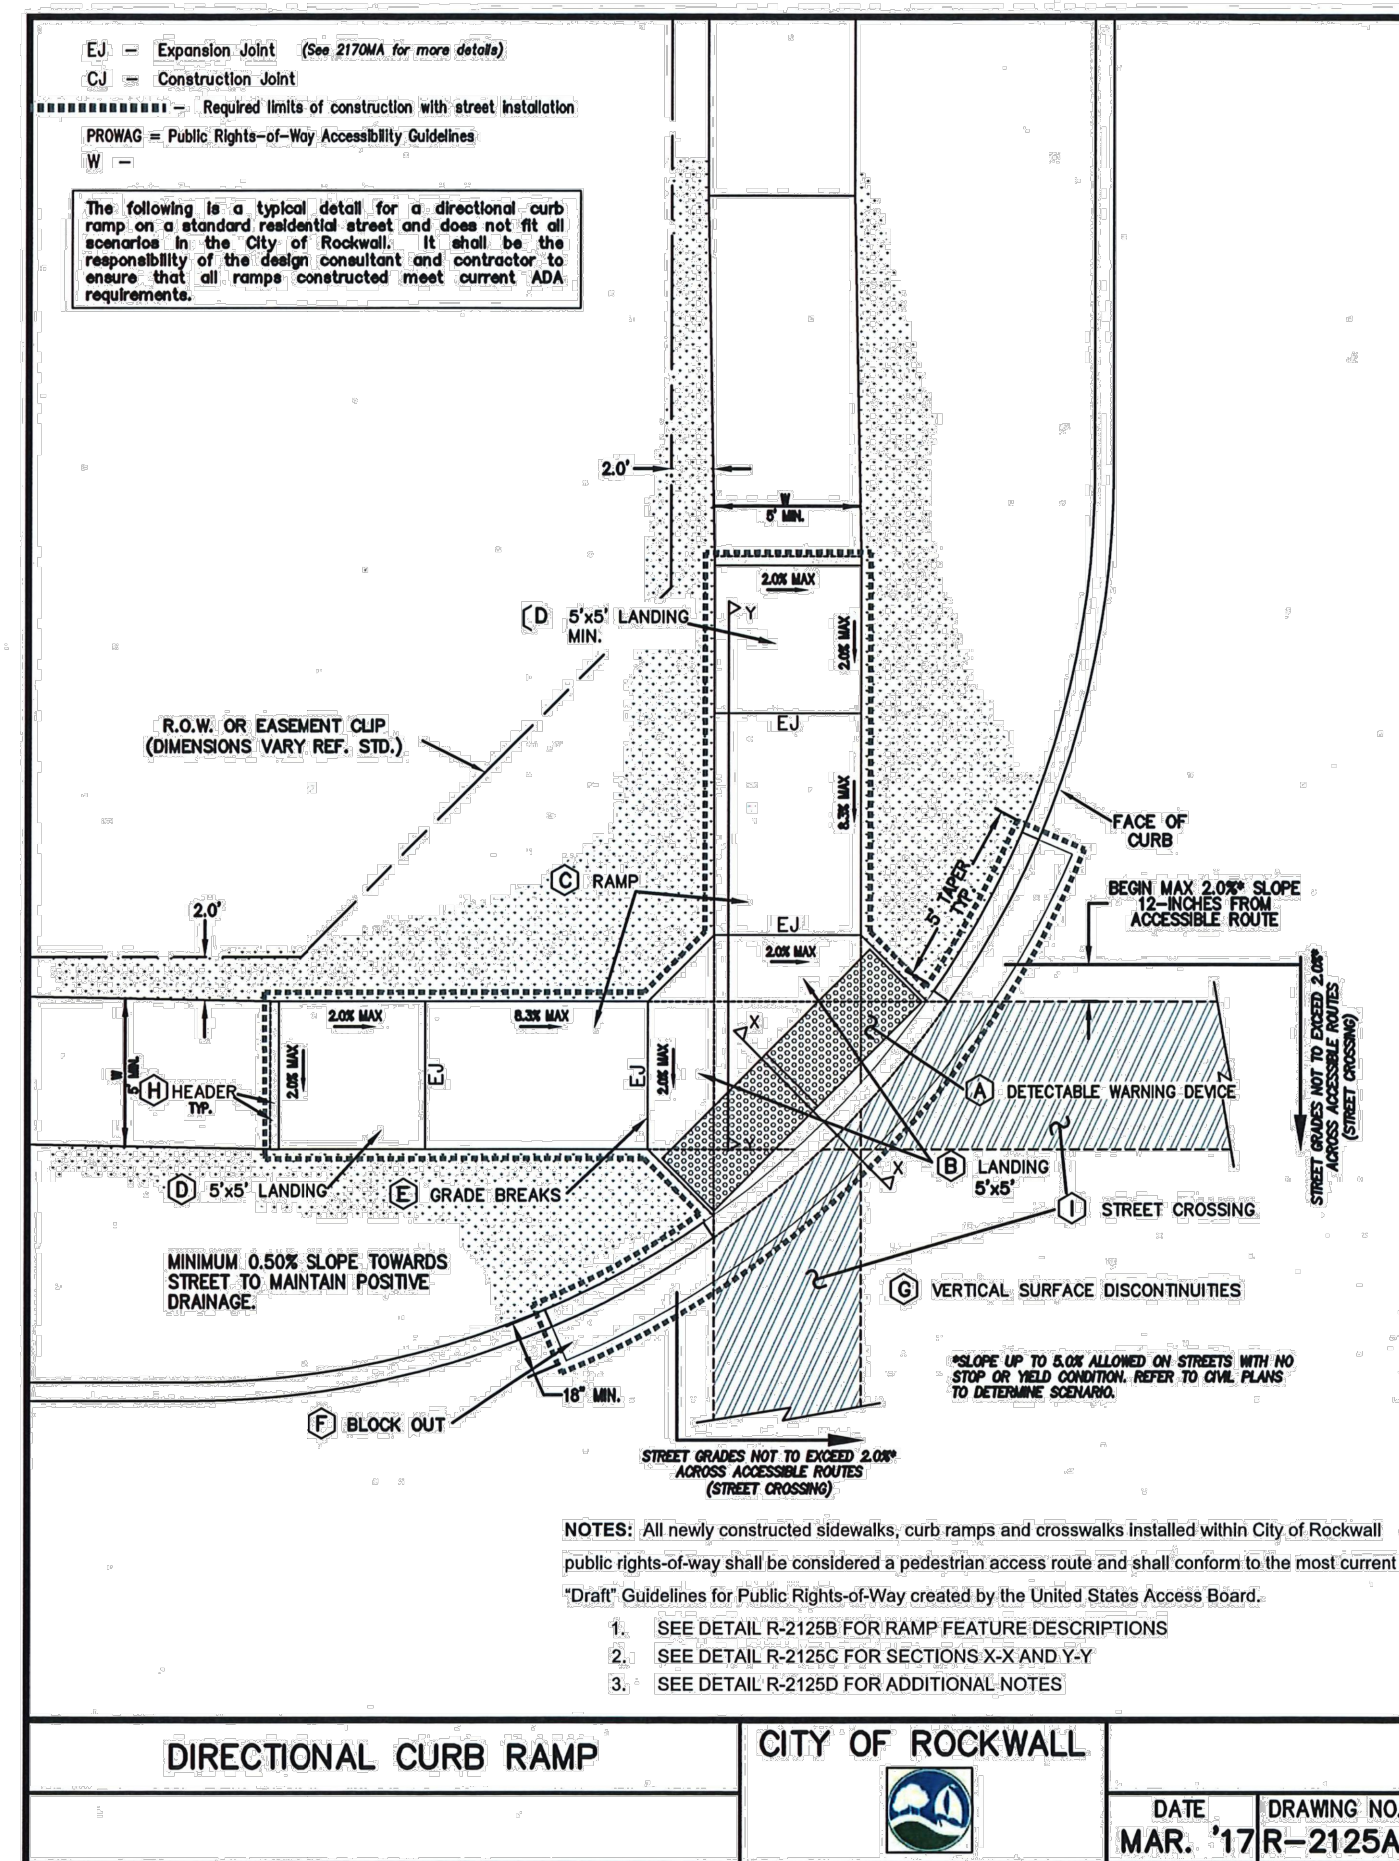 EJ – Expansion Joint (See 2170MA for more details)
CJ – Construction Joint
– Required limits of construction with street installation
PROWAG = Public Rights-of-Way Accessibility Guidelines
W –
The following is a typical detail for a directional curb
ramp on a standard residential street and does not fit all
scenarios in the City of Rockwall. It shall be the
responsibility of the design consultant and contractor to
ensure that all ramps constructed meet current ADA
requirements.
2.0'
W
5' MIN.
2.0% MAX
Y
D 5'x5' LANDING
MIN.
2.0% MAX
EJ
R.O.W. OR EASEMENT CLIP
(DIMENSIONS VARY REF. STD.)
8.3% MAX
FACE OF
CURB
5' TAPER
TYP.
C RAMP
BEGIN MAX 2.0%* SLOPE
12-INCHES FROM
ACCESSIBLE ROUTE
2.0'
EJ
2.0% MAX
STREET GRADES NOT TO EXCEED 2.0%*
ACROSS ACCESSIBLE ROUTES
(STREET CROSSING)
2.0% MAX
8.3% MAX
X
W
5' MIN.
H HEADER
TYP.
2.0% MAX
EJ
EJ
2.0% MAX
A DETECTABLE WARNING DEVICE
Y
X
B LANDING
5'x5'
D 5'x5' LANDING
E GRADE BREAKS
I STREET CROSSING
MINIMUM 0.50% SLOPE TOWARDS
STREET TO MAINTAIN POSITIVE
DRAINAGE.
G VERTICAL SURFACE DISCONTINUITIES
*SLOPE UP TO 5.0% ALLOWED ON STREETS WITH NO
STOP OR YIELD CONDITION. REFER TO CIVIL PLANS
TO DETERMINE SCENARIO.
18" MIN.
F BLOCK OUT
STREET GRADES NOT TO EXCEED 2.0%*
ACROSS ACCESSIBLE ROUTES
(STREET CROSSING)
NOTES: All newly constructed sidewalks, curb ramps and crosswalks installed within City of Rockwall
public rights-of-way shall be considered a pedestrian access route and shall conform to the most current
“Draft” Guidelines for Public Rights-of-Way created by the United States Access Board.
1. SEE DETAIL R-2125B FOR RAMP FEATURE DESCRIPTIONS
2. SEE DETAIL R-2125C FOR SECTIONS X-X AND Y-Y
3. SEE DETAIL R-2125D FOR ADDITIONAL NOTES
DIRECTIONAL CURB RAMP
CITY OF ROCKWALL
DATE
MAR. '17
DRAWING NO.
R-2125A